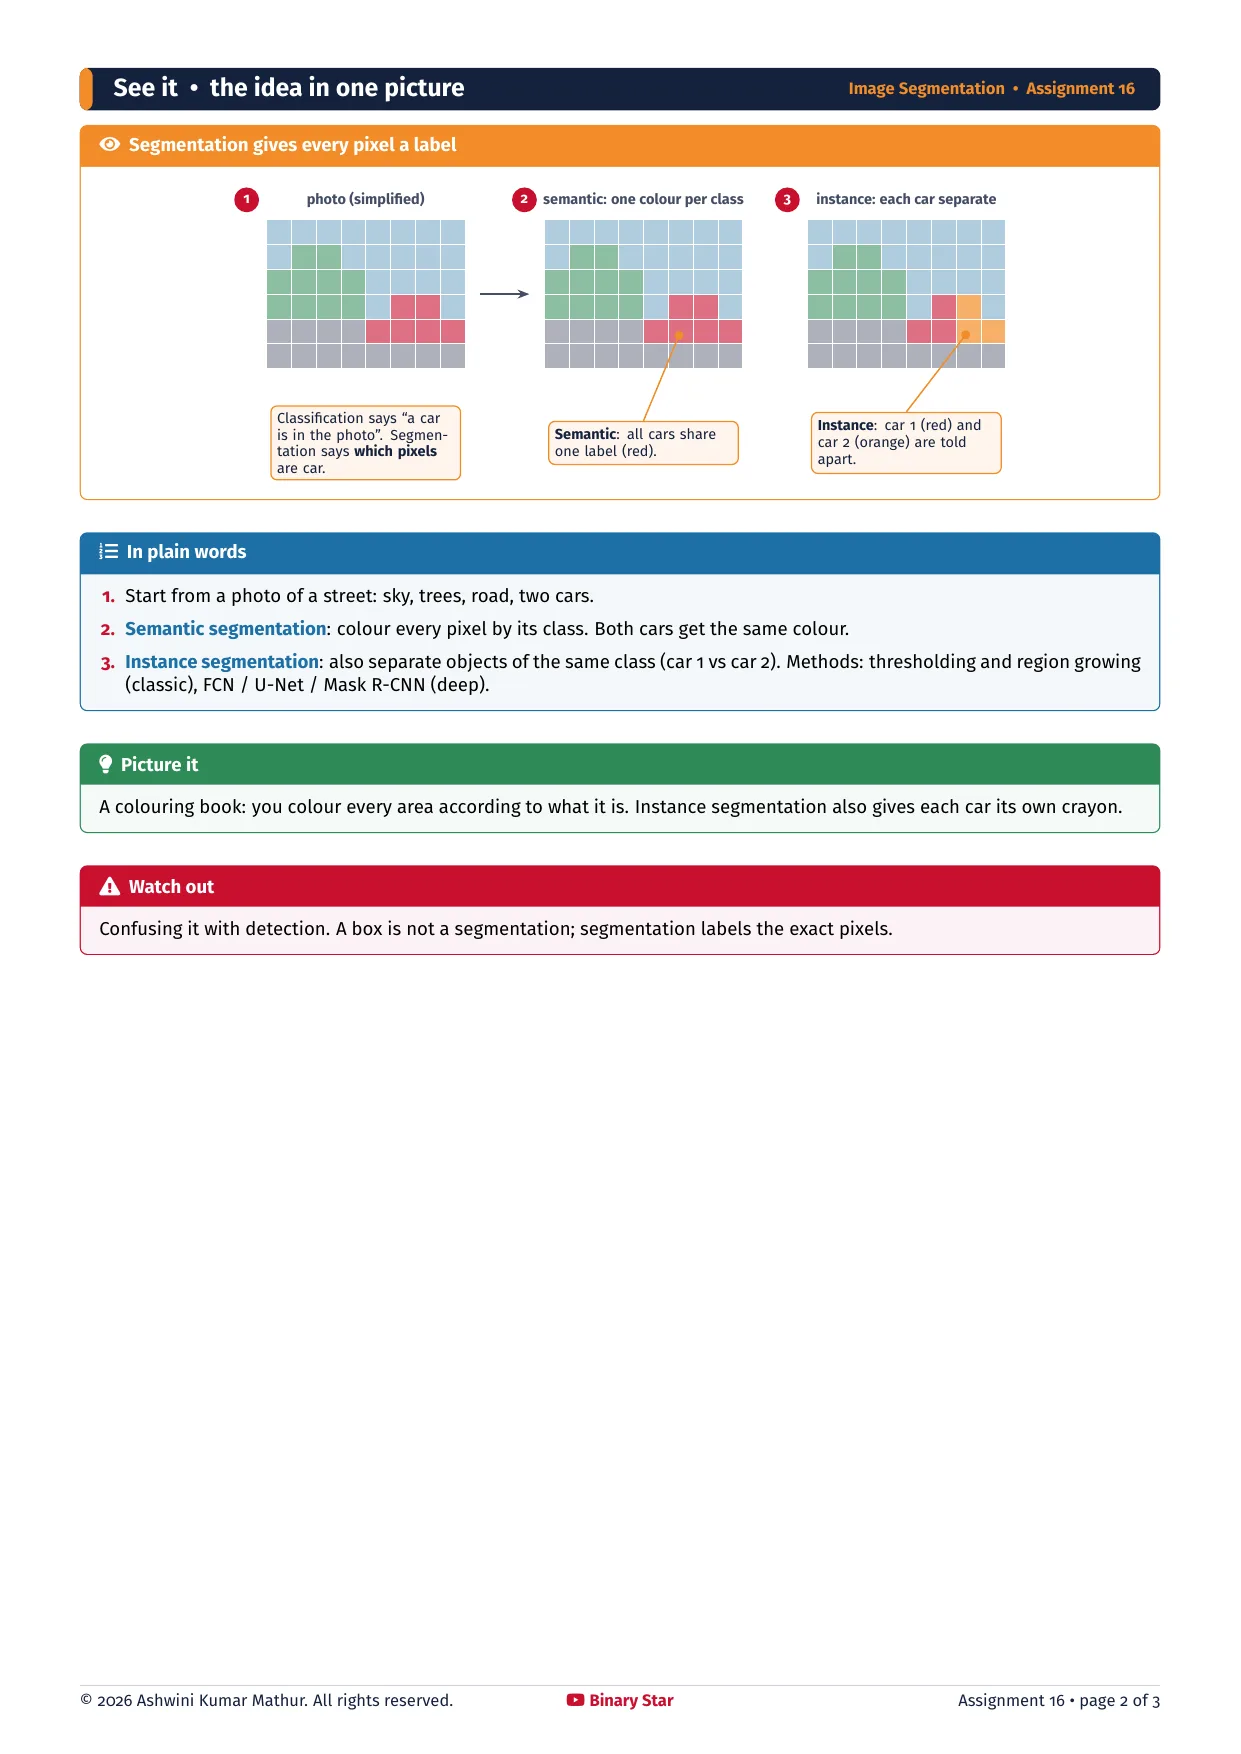 See it • the idea in one picture
Image Segmentation • Assignment 16
Segmentation gives every pixel a label
1 photo (simplified)
2 semantic: one colour per class
3 instance: each car separate
Classification says “a car
is in the photo”. Segmen-
tation says which pixels
are car.
Semantic: all cars share
one label (red).
Instance: car 1 (red) and
car 2 (orange) are told
apart.
In plain words
1. Start from a photo of a street: sky, trees, road, two cars.
2. Semantic segmentation: colour every pixel by its class. Both cars get the same colour.
3. Instance segmentation: also separate objects of the same class (car 1 vs car 2). Methods: thresholding and region growing
(classic), FCN / U-Net / Mask R-CNN (deep).
Picture it
A colouring book: you colour every area according to what it is. Instance segmentation also gives each car its own crayon.
Watch out
Confusing it with detection. A box is not a segmentation; segmentation labels the exact pixels.
© 2026 Ashwini Kumar Mathur. All rights reserved.
Binary Star
Assignment 16 • page 2 of 3